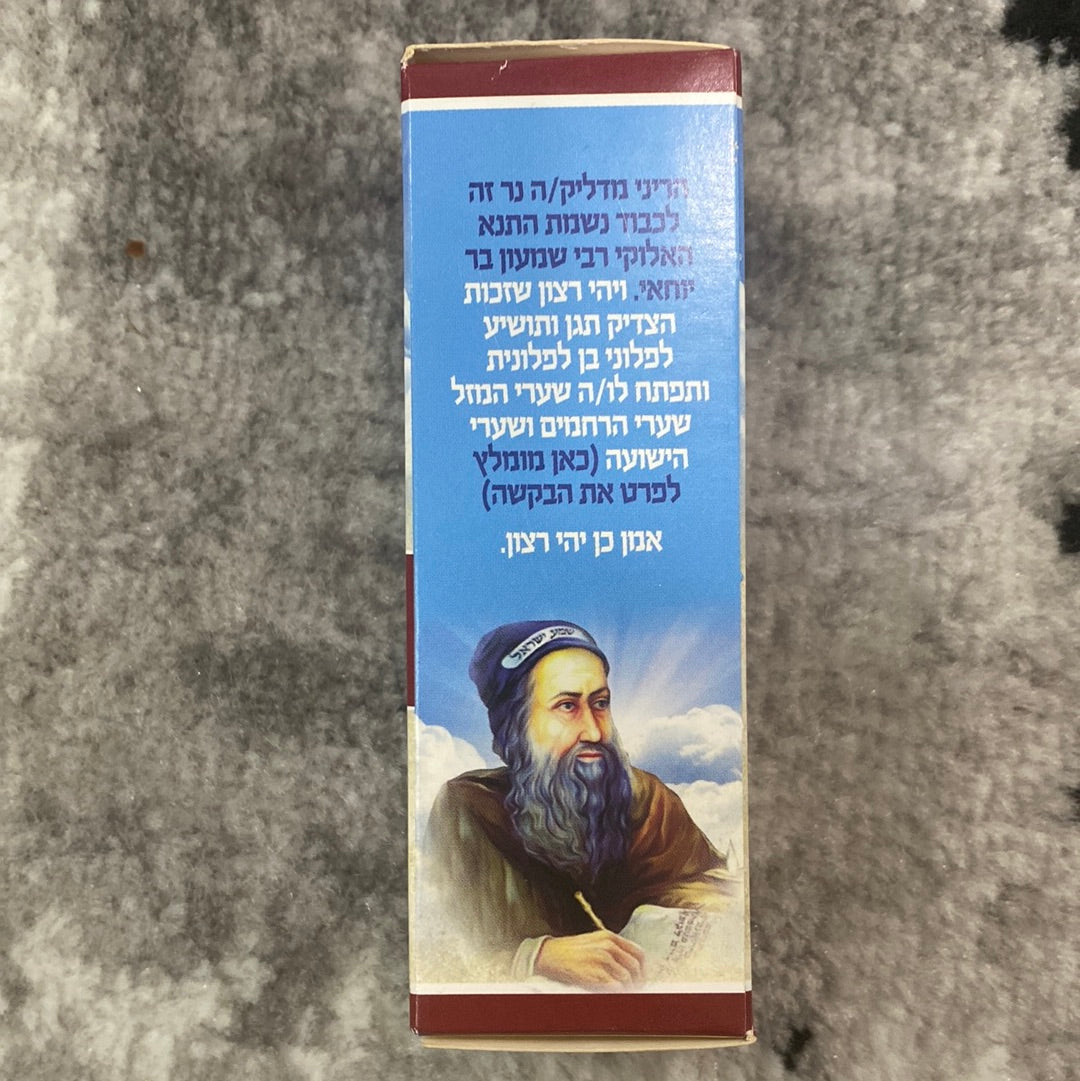 הריני מדליק/ה נר זה
לכבוד נשמת התנא
האלוקי רבי שמעון בר
יוחאי. ויהי רצון שזכות
הצדיק תגן ותושיע
לפלוני בן לפלונית
ותפתח לו/ה שערי המזל
שערי הרחמים ושערי
הישועה (כאן מומלץ
לפרט את הבקשה)
אמן כן יהי רצון.
שמע ישראל